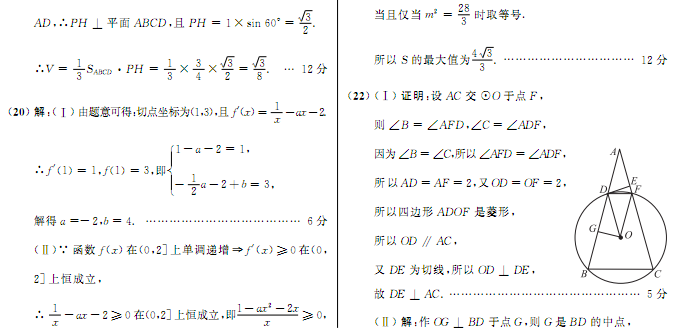 AD,∴PH⊥平面 ABCD,且 PH=1×sin 60°=√3/2.
∴V=1/3 S_ABCD·PH=1/3×3/4×√3/2=√3/8. … 12分
(20)解:(Ⅰ)由题意可得:切点坐标为(1,3),且 f′(x)=1/x-ax-2.
∴f′(1)=1,f(1)=3,即{1-a-2=1,
-1/2a-2+b=3,
解得 a=-2,b=4. ………………………… 6分
(Ⅱ)∵函数 f(x)在(0,2]上单调递增⇒f′(x)≥0在(0,
2]上恒成立,
∴1/x-ax-2≥0在(0,2]上恒成立,即(1-ax²-2x)/x≥0,
当且仅当 m²=28/3时取等号.
所以 S 的最大值为4√3/3. ………………………… 12分
(22)(Ⅰ)证明:设 AC 交⊙O 于点 F,
则∠B=∠AFD,∠C=∠ADF,
因为∠B=∠C,所以∠AFD=∠ADF,
所以 AD=AF=2,又 OD=OF=2,
所以四边形 ADOF 是菱形,
所以 OD∥AC,
又 DE 为切线,所以 OD⊥DE,
故 DE⊥AC. ………………………… 5分
(Ⅱ)解:作 OG⊥BD 于点 G,则 G 是 BD 的中点,
A
E
D
F
G
O
B
C